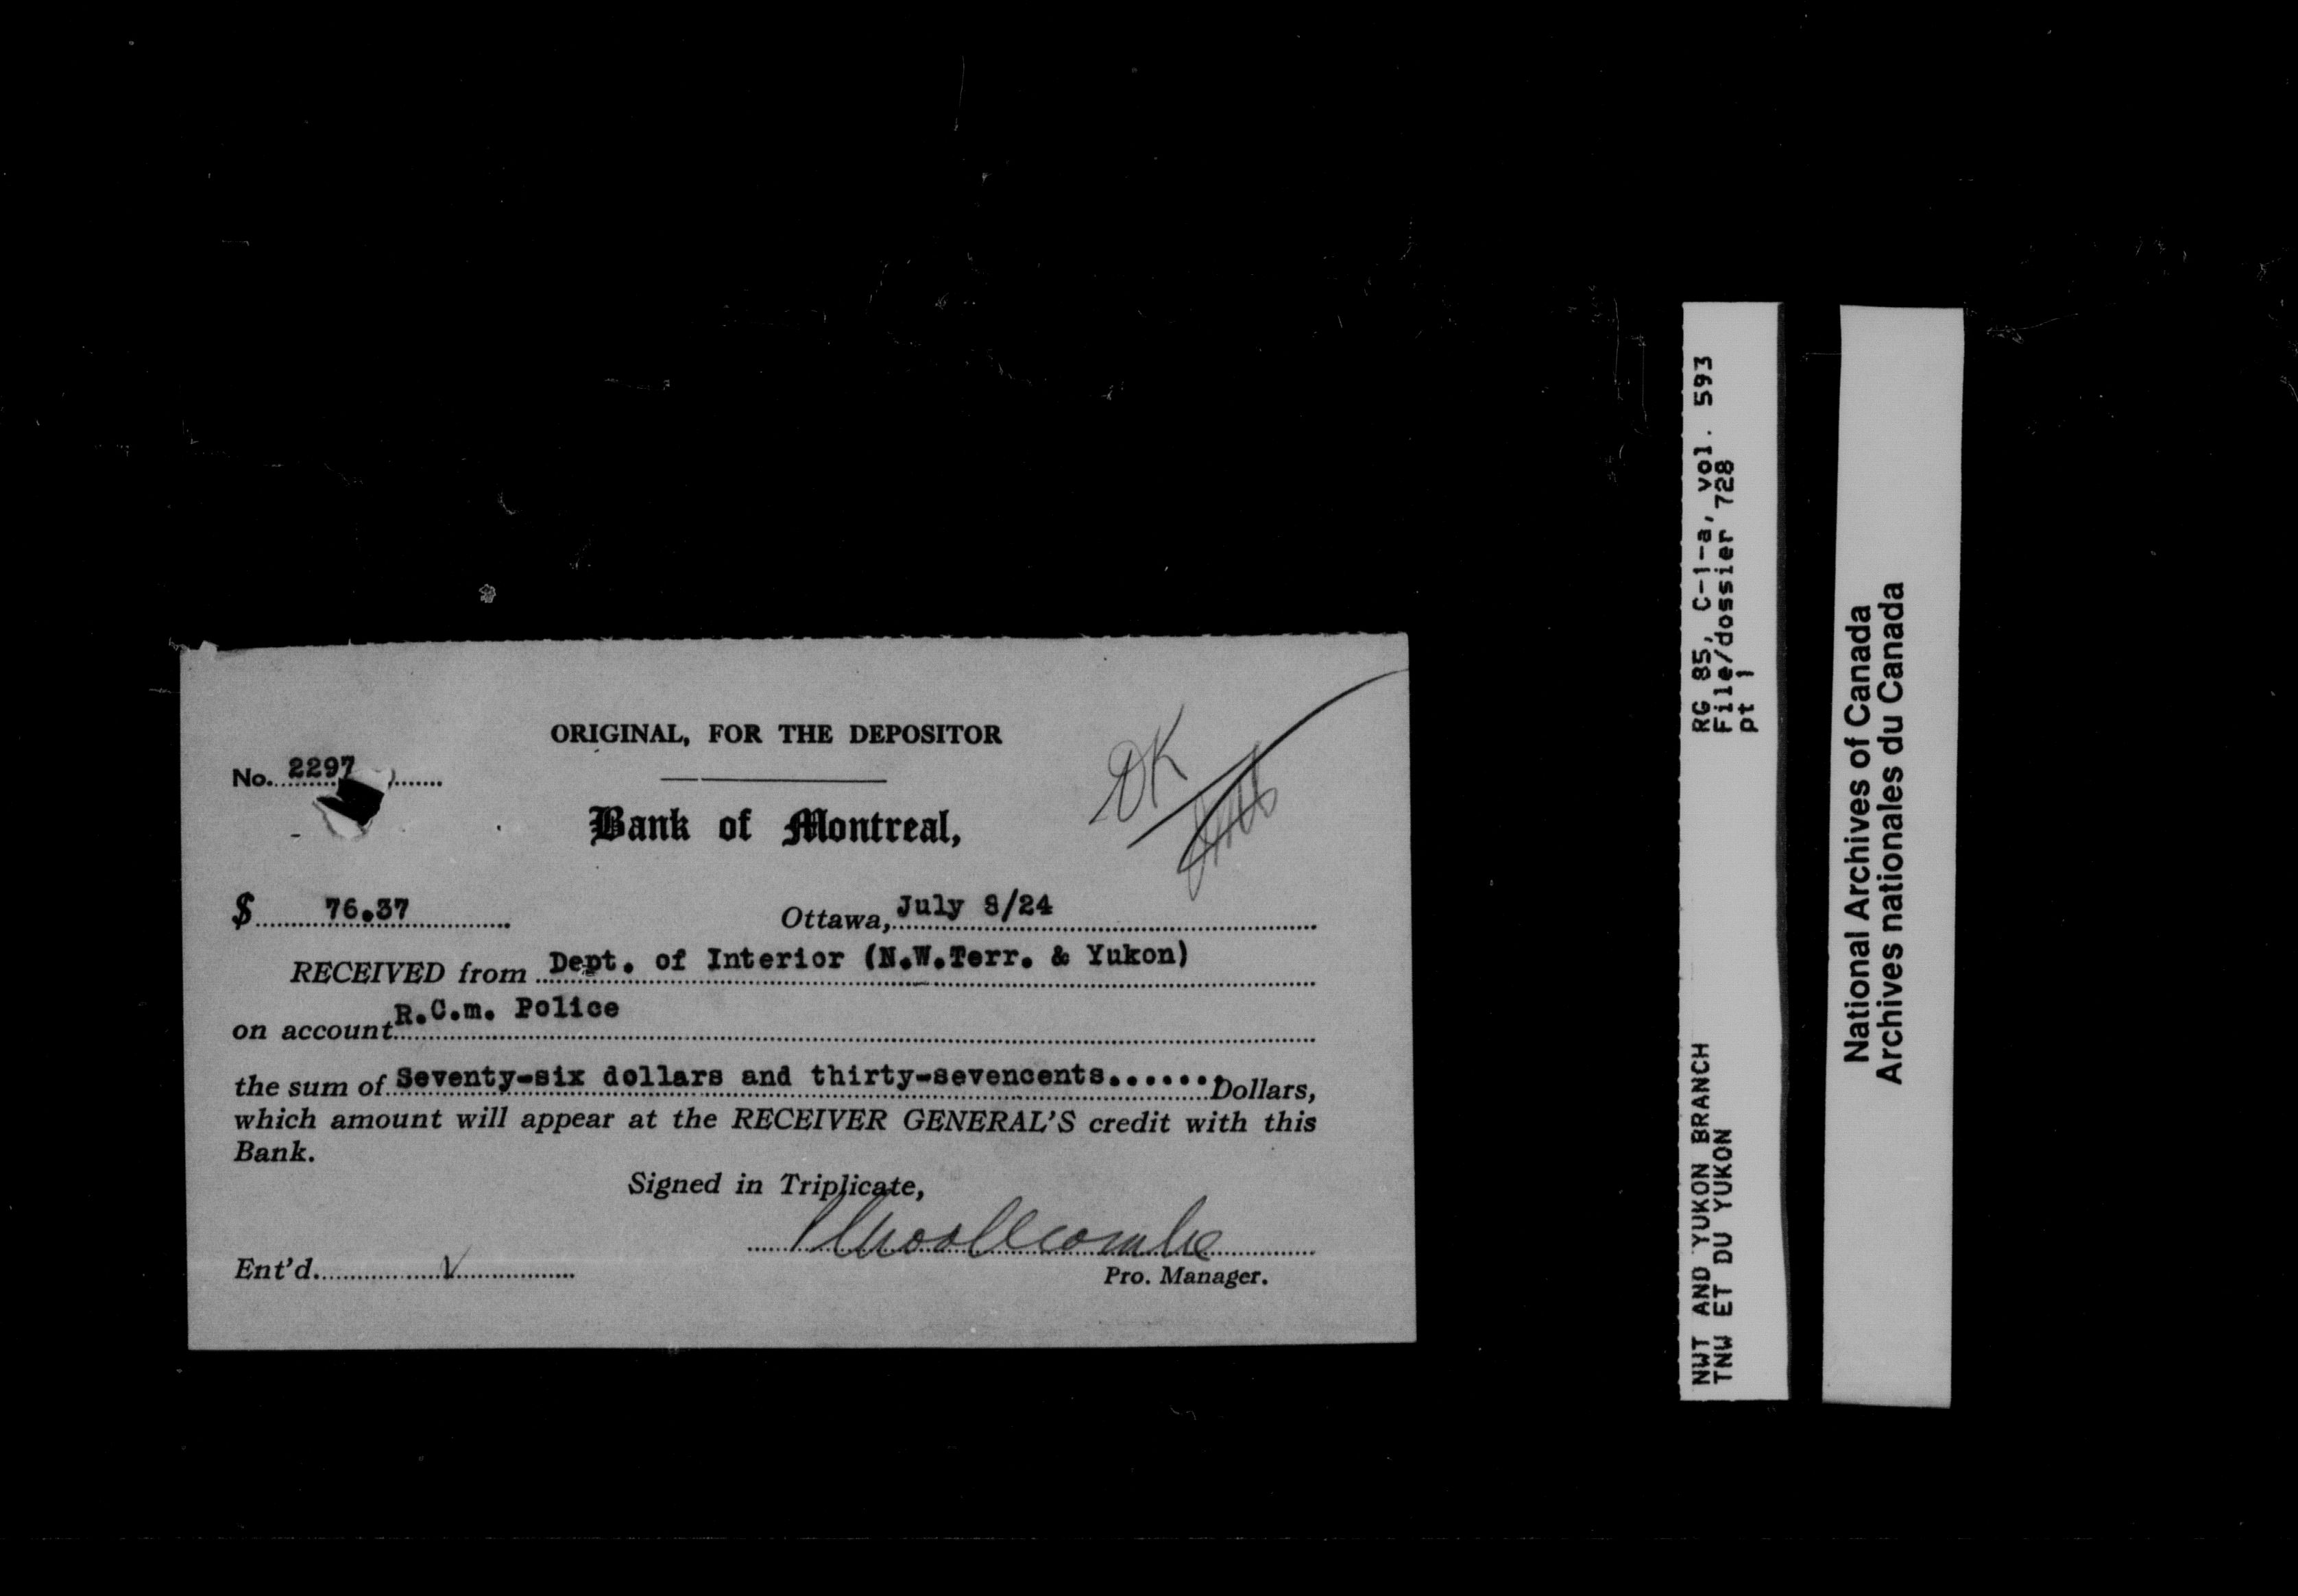 ORIGINAL, FOR THE DEPOSITOR
No. 2297
Bank of Montreal,
OK
$ 76.37 Ottawa, July 8/24
RECEIVED from Dept. of Interior (N.W.Terr. & Yukon)
on account R.C.m. Police
the sum of Seventy-six dollars and thirty-sevencents....... Dollars,
which amount will appear at the RECEIVER GENERAL'S credit with this
Bank.
Signed in Triplicate,
Woollcombe
Ent'd.
Pro. Manager.
RG 85, C-1-a, vol. 593
File/dossier 728
pt 1
NWT AND YUKON BRANCH
TNW ET DU YUKON
National Archives of Canada
Archives nationales du Canada